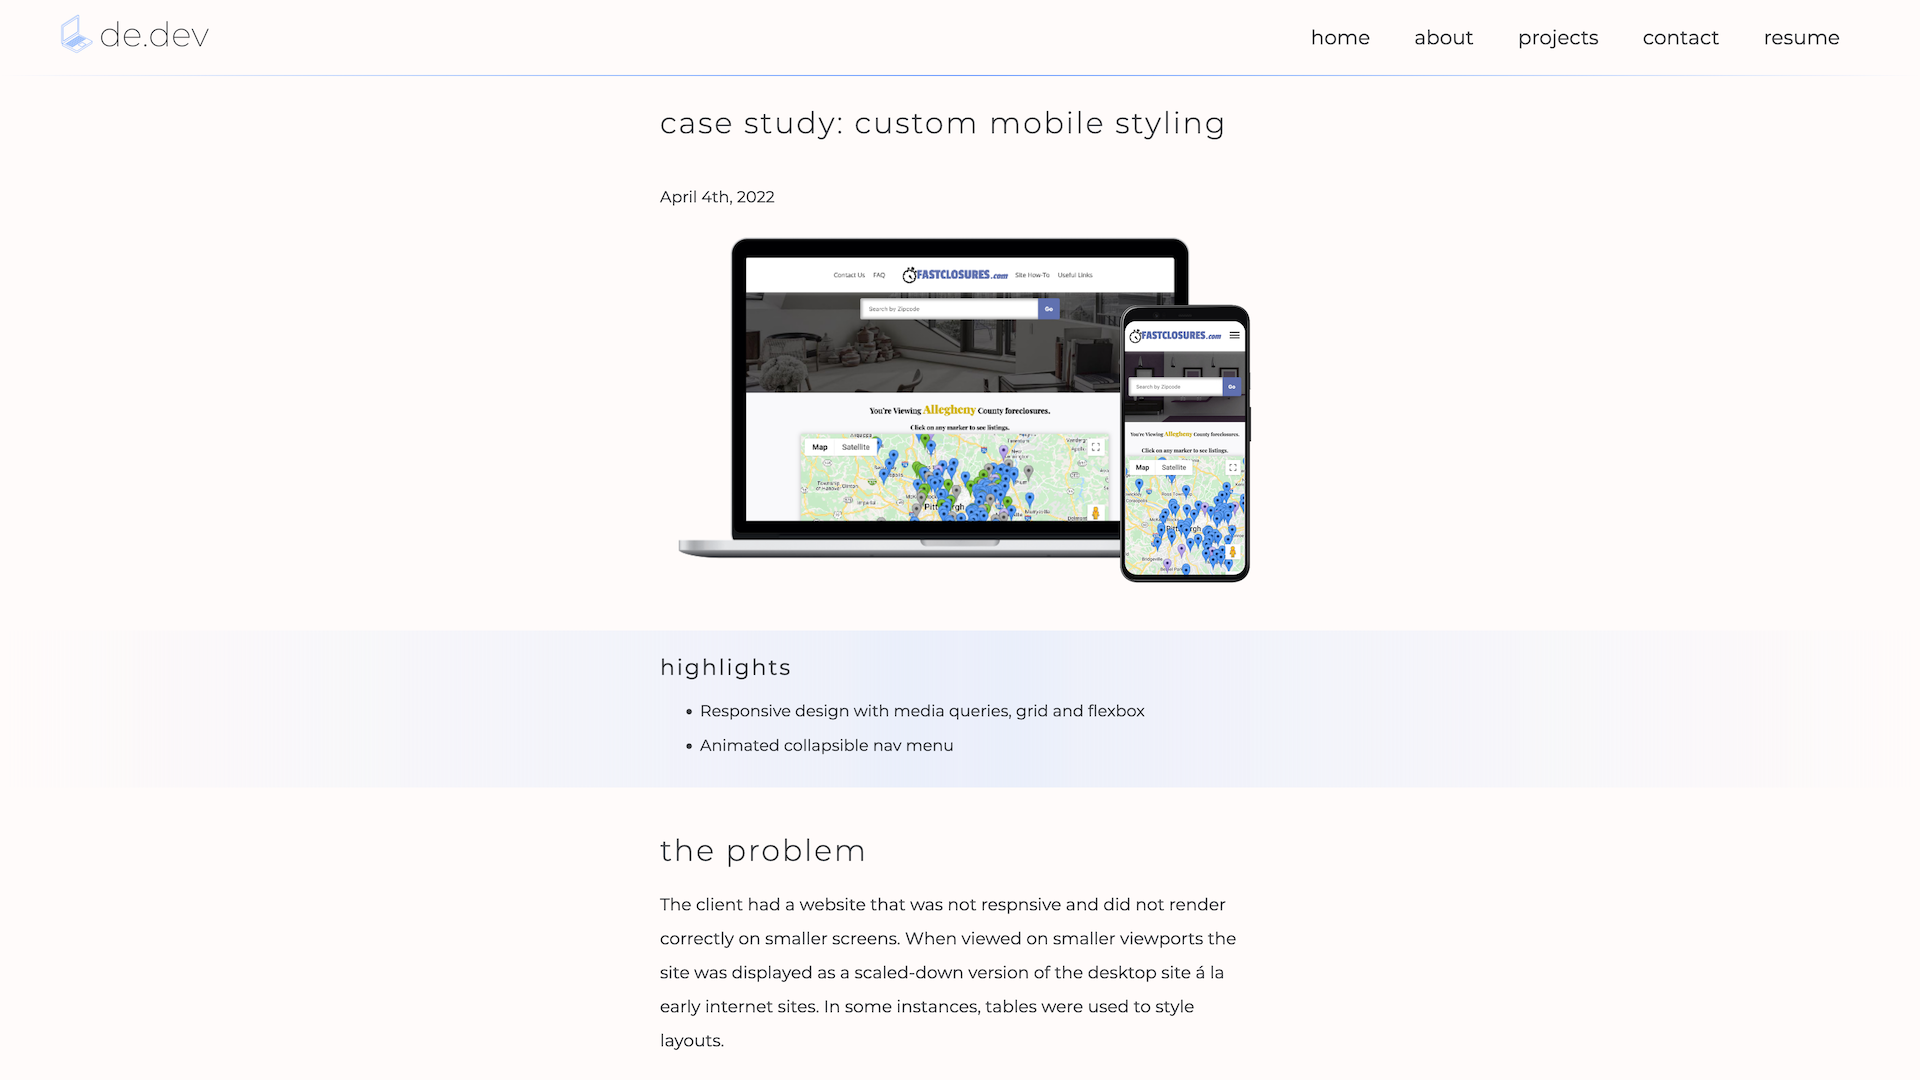 de.dev
home about projects contact resume
case study: custom mobile styling
April 4th, 2022
Contact Us FAQ FASTCLOSURES.com Site How-To Useful Links
Search by Zipcode Go
You're Viewing Allegheny County foreclosures.
Click on any marker to see listings.
Map Satellite
FASTCLOSURES.com
Search by Zipcode Go
You're Viewing Allegheny County foreclosures.
Click on any marker to see listings.
Map Satellite
highlights
• Responsive design with media queries, grid and flexbox
• Animated collapsible nav menu
the problem
The client had a website that was not respnsive and did not render
correctly on smaller screens. When viewed on smaller viewports the
site was displayed as a scaled-down version of the desktop site á la
early internet sites. In some instances, tables were used to style
layouts.